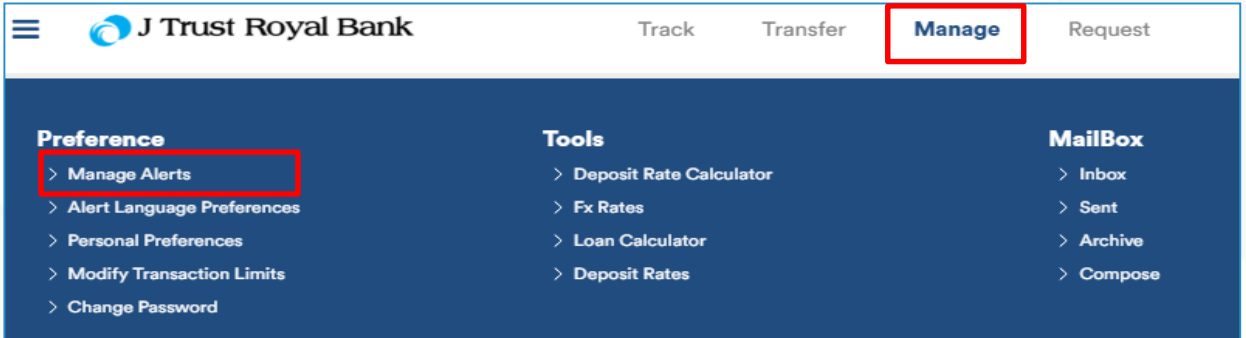 J Trust Royal Bank Track Transfer Manage Request
Preference
> Manage Alerts
> Alert Language Preferences
> Personal Preferences
> Modify Transaction Limits
> Change Password
Tools
> Deposit Rate Calculator
> Fx Rates
> Loan Calculator
> Deposit Rates
MailBox
> Inbox
> Sent
> Archive
> Compose